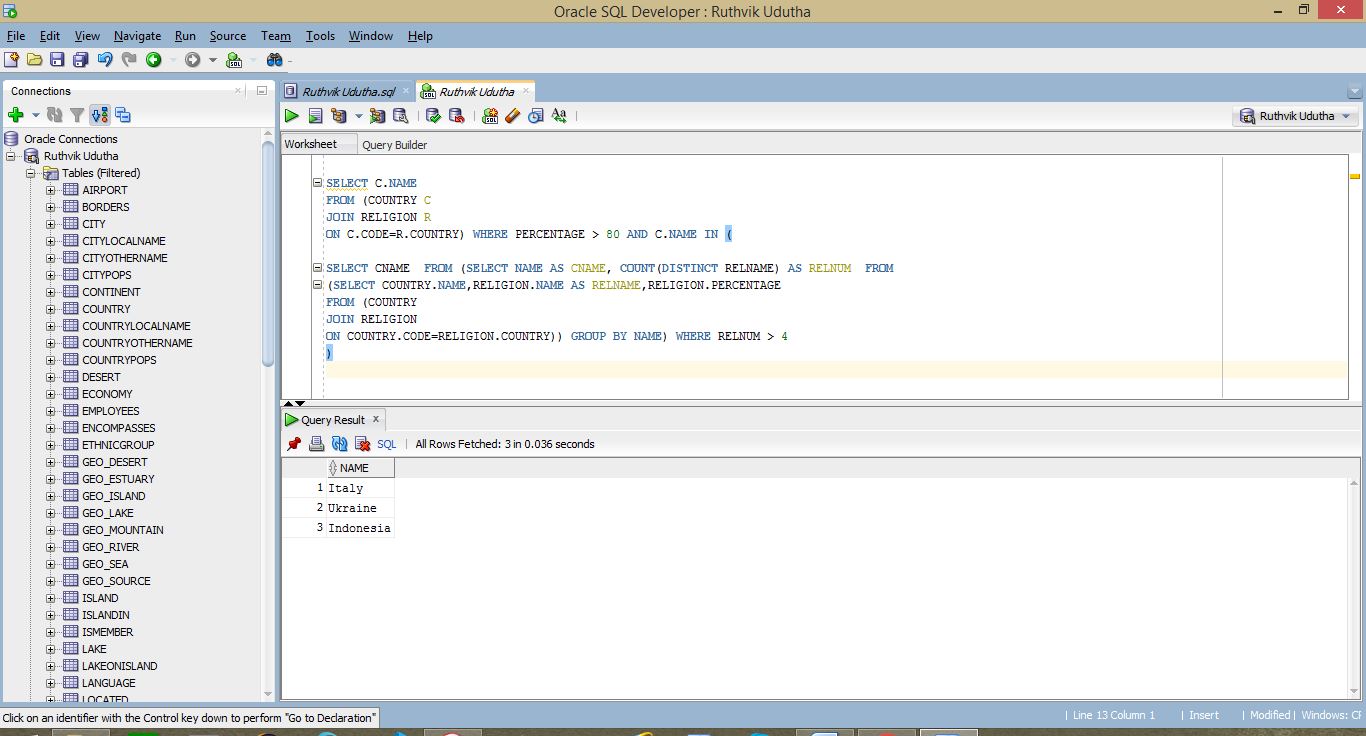 Oracle SQL Developer : Ruthvik Udutha
File Edit View Navigate Run Source Team Tools Window Help
Connections
Oracle Connections
Ruthvik Udutha
Tables (Filtered)
AIRPORT
BORDERS
CITY
CITYLOCALNAME
CITYOTHERNAME
CITYPOPS
CONTINENT
COUNTRY
COUNTRYLOCALNAME
COUNTRYOTHERNAME
COUNTRYPOPS
DESERT
ECONOMY
EMPLOYEES
ENCOMPASSES
ETHNICGROUP
GEO_DESERT
GEO_ESTUARY
GEO_ISLAND
GEO_LAKE
GEO_MOUNTAIN
GEO_RIVER
GEO_SEA
GEO_SOURCE
ISLAND
ISLANDIN
ISMEMBER
LAKE
LAKEONISLAND
LANGUAGE
LOCATED
Ruthvik Udutha.sql Ruthvik Udutha
Ruthvik Udutha
Worksheet Query Builder
SELECT C.NAME
FROM (COUNTRY C
JOIN RELIGION R
ON C.CODE=R.COUNTRY) WHERE PERCENTAGE > 80 AND C.NAME IN (
SELECT CNAME FROM (SELECT NAME AS CNAME, COUNT(DISTINCT RELNAME) AS RELNUM FROM
(SELECT COUNTRY.NAME,RELIGION.NAME AS RELNAME,RELIGION.PERCENTAGE
FROM (COUNTRY
JOIN RELIGION
ON COUNTRY.CODE=RELIGION.COUNTRY)) GROUP BY NAME) WHERE RELNUM > 4
)
Query Result x
SQL | All Rows Fetched: 3 in 0.036 seconds
NAME
1 Italy
2 Ukraine
3 Indonesia
Click on an identifier with the Control key down to perform "Go to Declaration"
| Line 13 Column 1 | Insert | Modified | Windows: CF